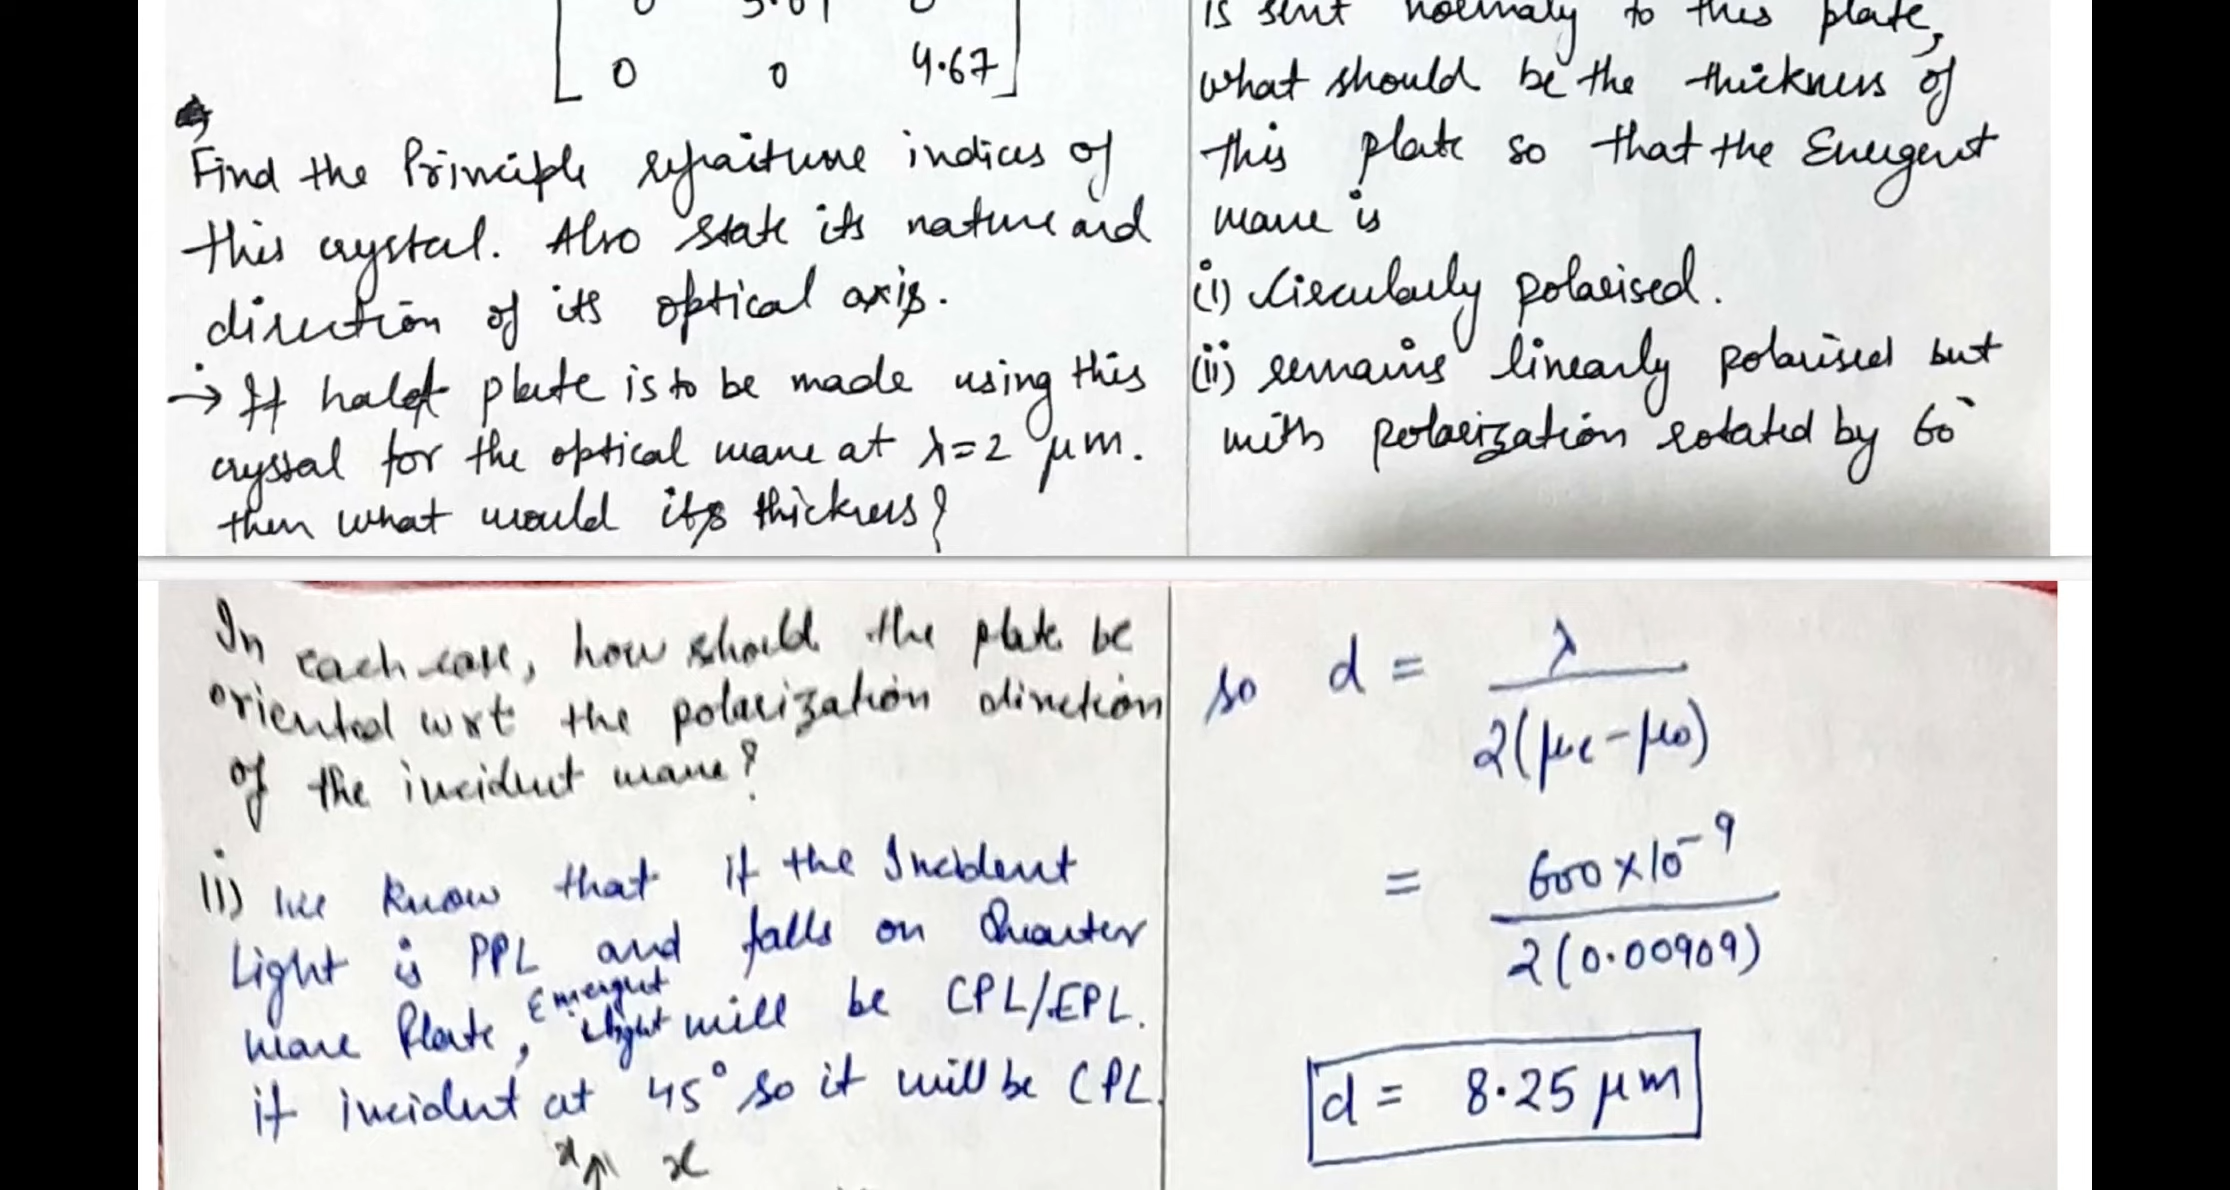 0 0
0 0 4.67
Find the Principle refractive indices of
this crystal. Also state its nature and
direction of its optical axis.
→ If half plate is to be made using this
crystal for the optical wave at λ=2 μm.
then what would its thickness?
is sent normaly to this plate,
what should be the thickness of
this plate so that the Emergent
wave is
(i) Circularly polarised.
(ii) remains linearly polarised but
with polarization rotated by 60°
In each case, how should the plate be
oriented wrt the polarization direction
of the incident wave?
ii) We know that if the Incident
Light is PPL and falls on Quarter
wave Plate, Emergent Light will be CPL/EPL.
if incident at 45° so it will be CPL.
x x
so d = λ / 2(μe-μo)
= 600×10⁻⁹ / 2(0.00909)
d = 8.25 μm